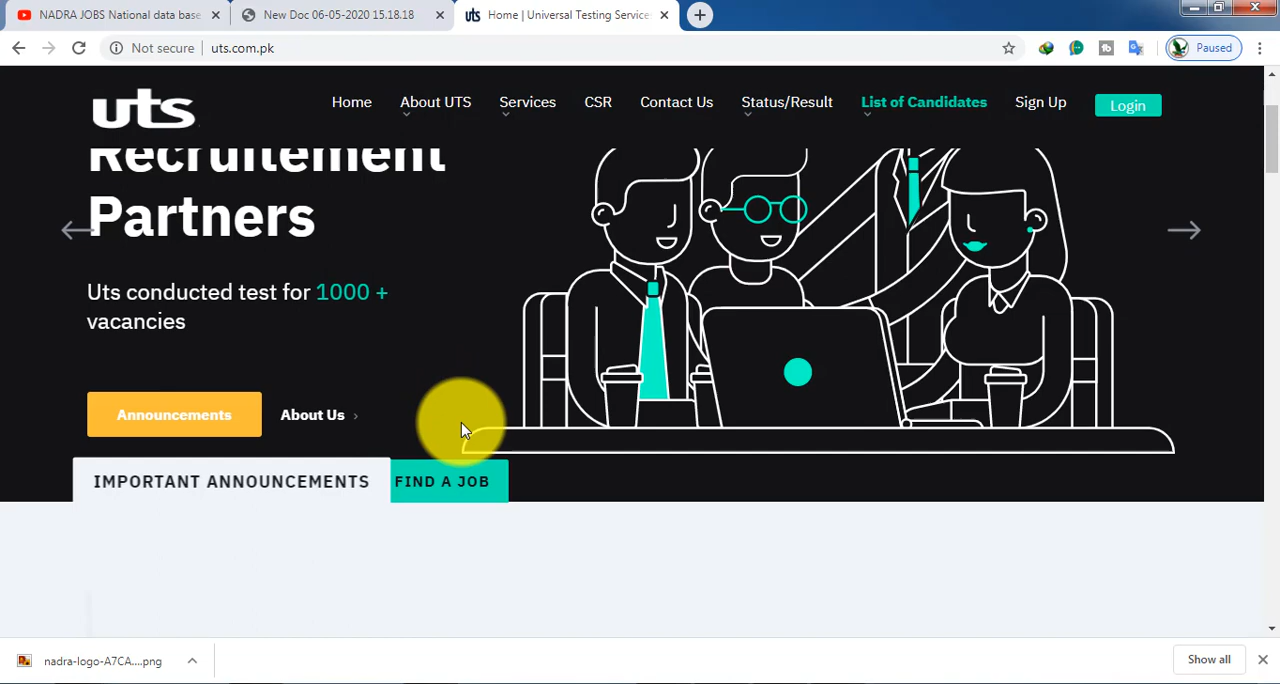 NADRA JOBS National data base
New Doc 06-05-2020 15.18.18
uts
Home | Universal Testing Service
Not secure
uts.com.pk
Paused
uts
Home
About UTS
Services
CSR
Contact Us
Status/Result
List of Candidates
Sign Up
Login
Recruitement
Partners
Uts conducted test for 1000 +
vacancies
Announcements
About Us
IMPORTANT ANNOUNCEMENTS
FIND A JOB
nadra-logo-A7CA....png
Show all